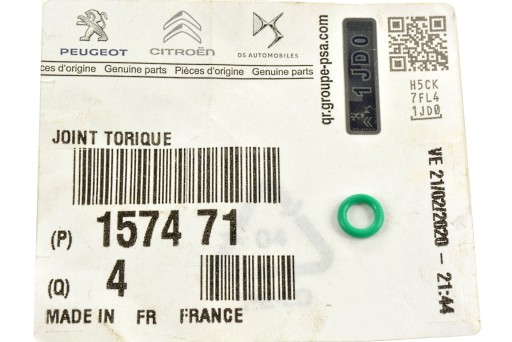 PEUGEOT
CITROËN
DS AUTOMOBILES
Pièces d'origine Genuine parts Pièces d'origine Genuine parts
qr.groupe-psa.com
1JD0
H5CK
7FL4
1JD0
JOINT TORIQUE
(P) 1574 71
(Q) 4
MADE IN FR FRANCE
VE 21/02/2020 - 21:44